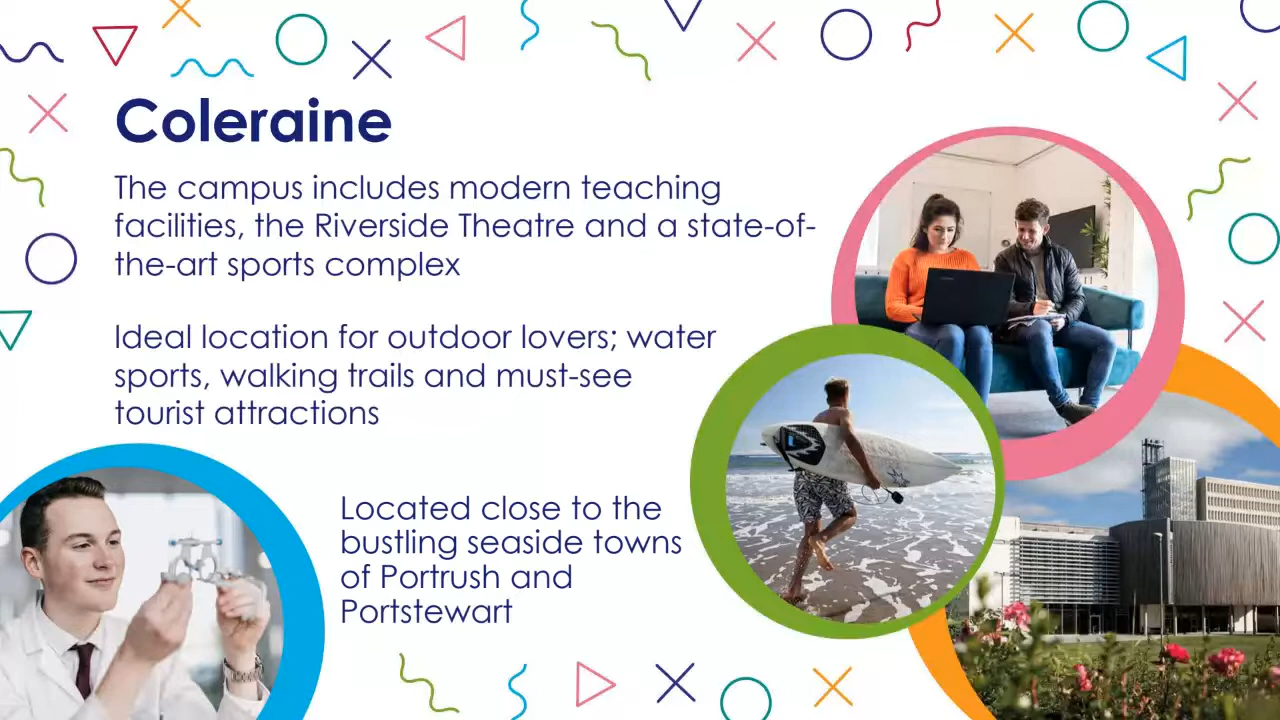 Coleraine
The campus includes modern teaching
facilities, the Riverside Theatre and a state-of-
the-art sports complex
Ideal location for outdoor lovers; water
sports, walking trails and must-see
tourist attractions
Located close to the
bustling seaside towns
of Portrush and
Portstewart